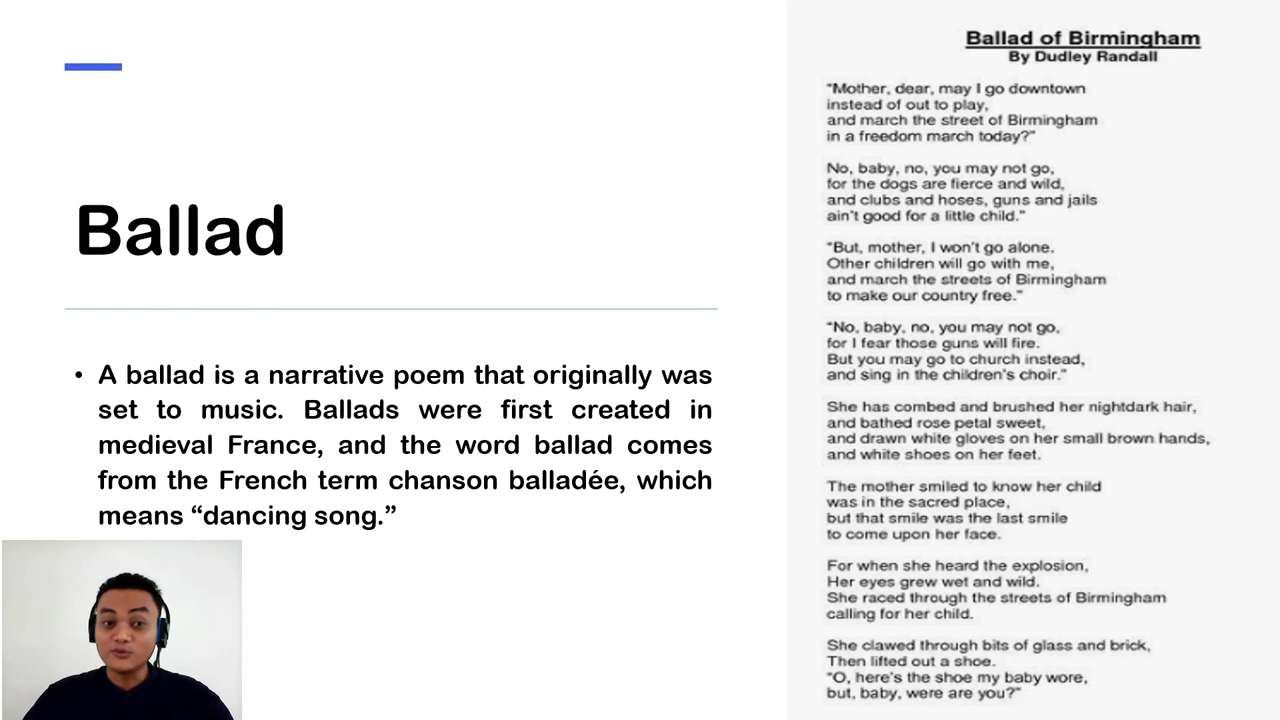 Ballad
• A ballad is a narrative poem that originally was
set to music. Ballads were first created in
medieval France, and the word ballad comes
from the French term chanson balladée, which
means “dancing song.”
Ballad of Birmingham
By Dudley Randall
“Mother, dear, may I go downtown
instead of out to play,
and march the street of Birmingham
in a freedom march today?”
No, baby, no, you may not go,
for the dogs are fierce and wild,
and clubs and hoses, guns and jails
ain’t good for a little child.”
“But, mother, I won’t go alone.
Other children will go with me,
and march the streets of Birmingham
to make our country free.”
“No, baby, no, you may not go,
for I fear those guns will fire.
But you may go to church instead,
and sing in the children’s choir.”
She has combed and brushed her nightdark hair,
and bathed rose petal sweet,
and drawn white gloves on her small brown hands,
and white shoes on her feet.
The mother smiled to know her child
was in the sacred place,
but that smile was the last smile
to come upon her face.
For when she heard the explosion,
Her eyes grew wet and wild.
She raced through the streets of Birmingham
calling for her child.
She clawed through bits of glass and brick,
Then lifted out a shoe.
“O, here’s the shoe my baby wore,
but, baby, were are you?”